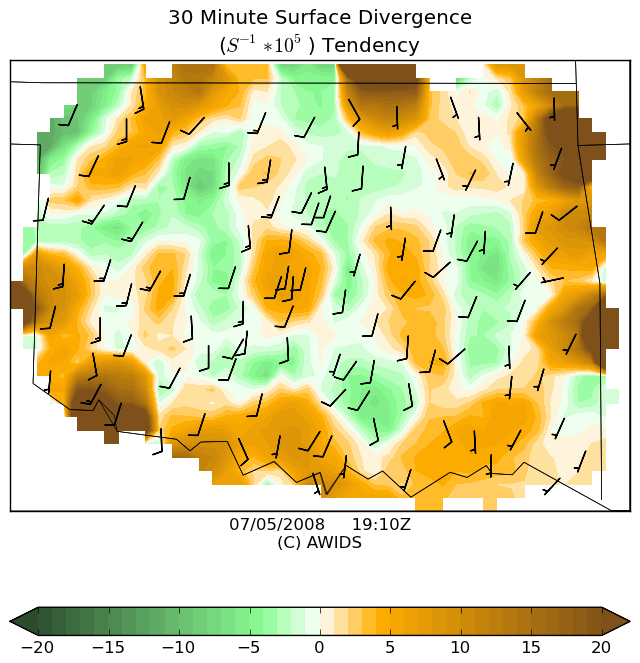 30 Minute Surface Divergence
(S⁻¹ * 10⁵ ) Tendency
07/05/2008 19:10Z
(C) AWIDS
−20 −15 −10 −5 0 5 10 15 20